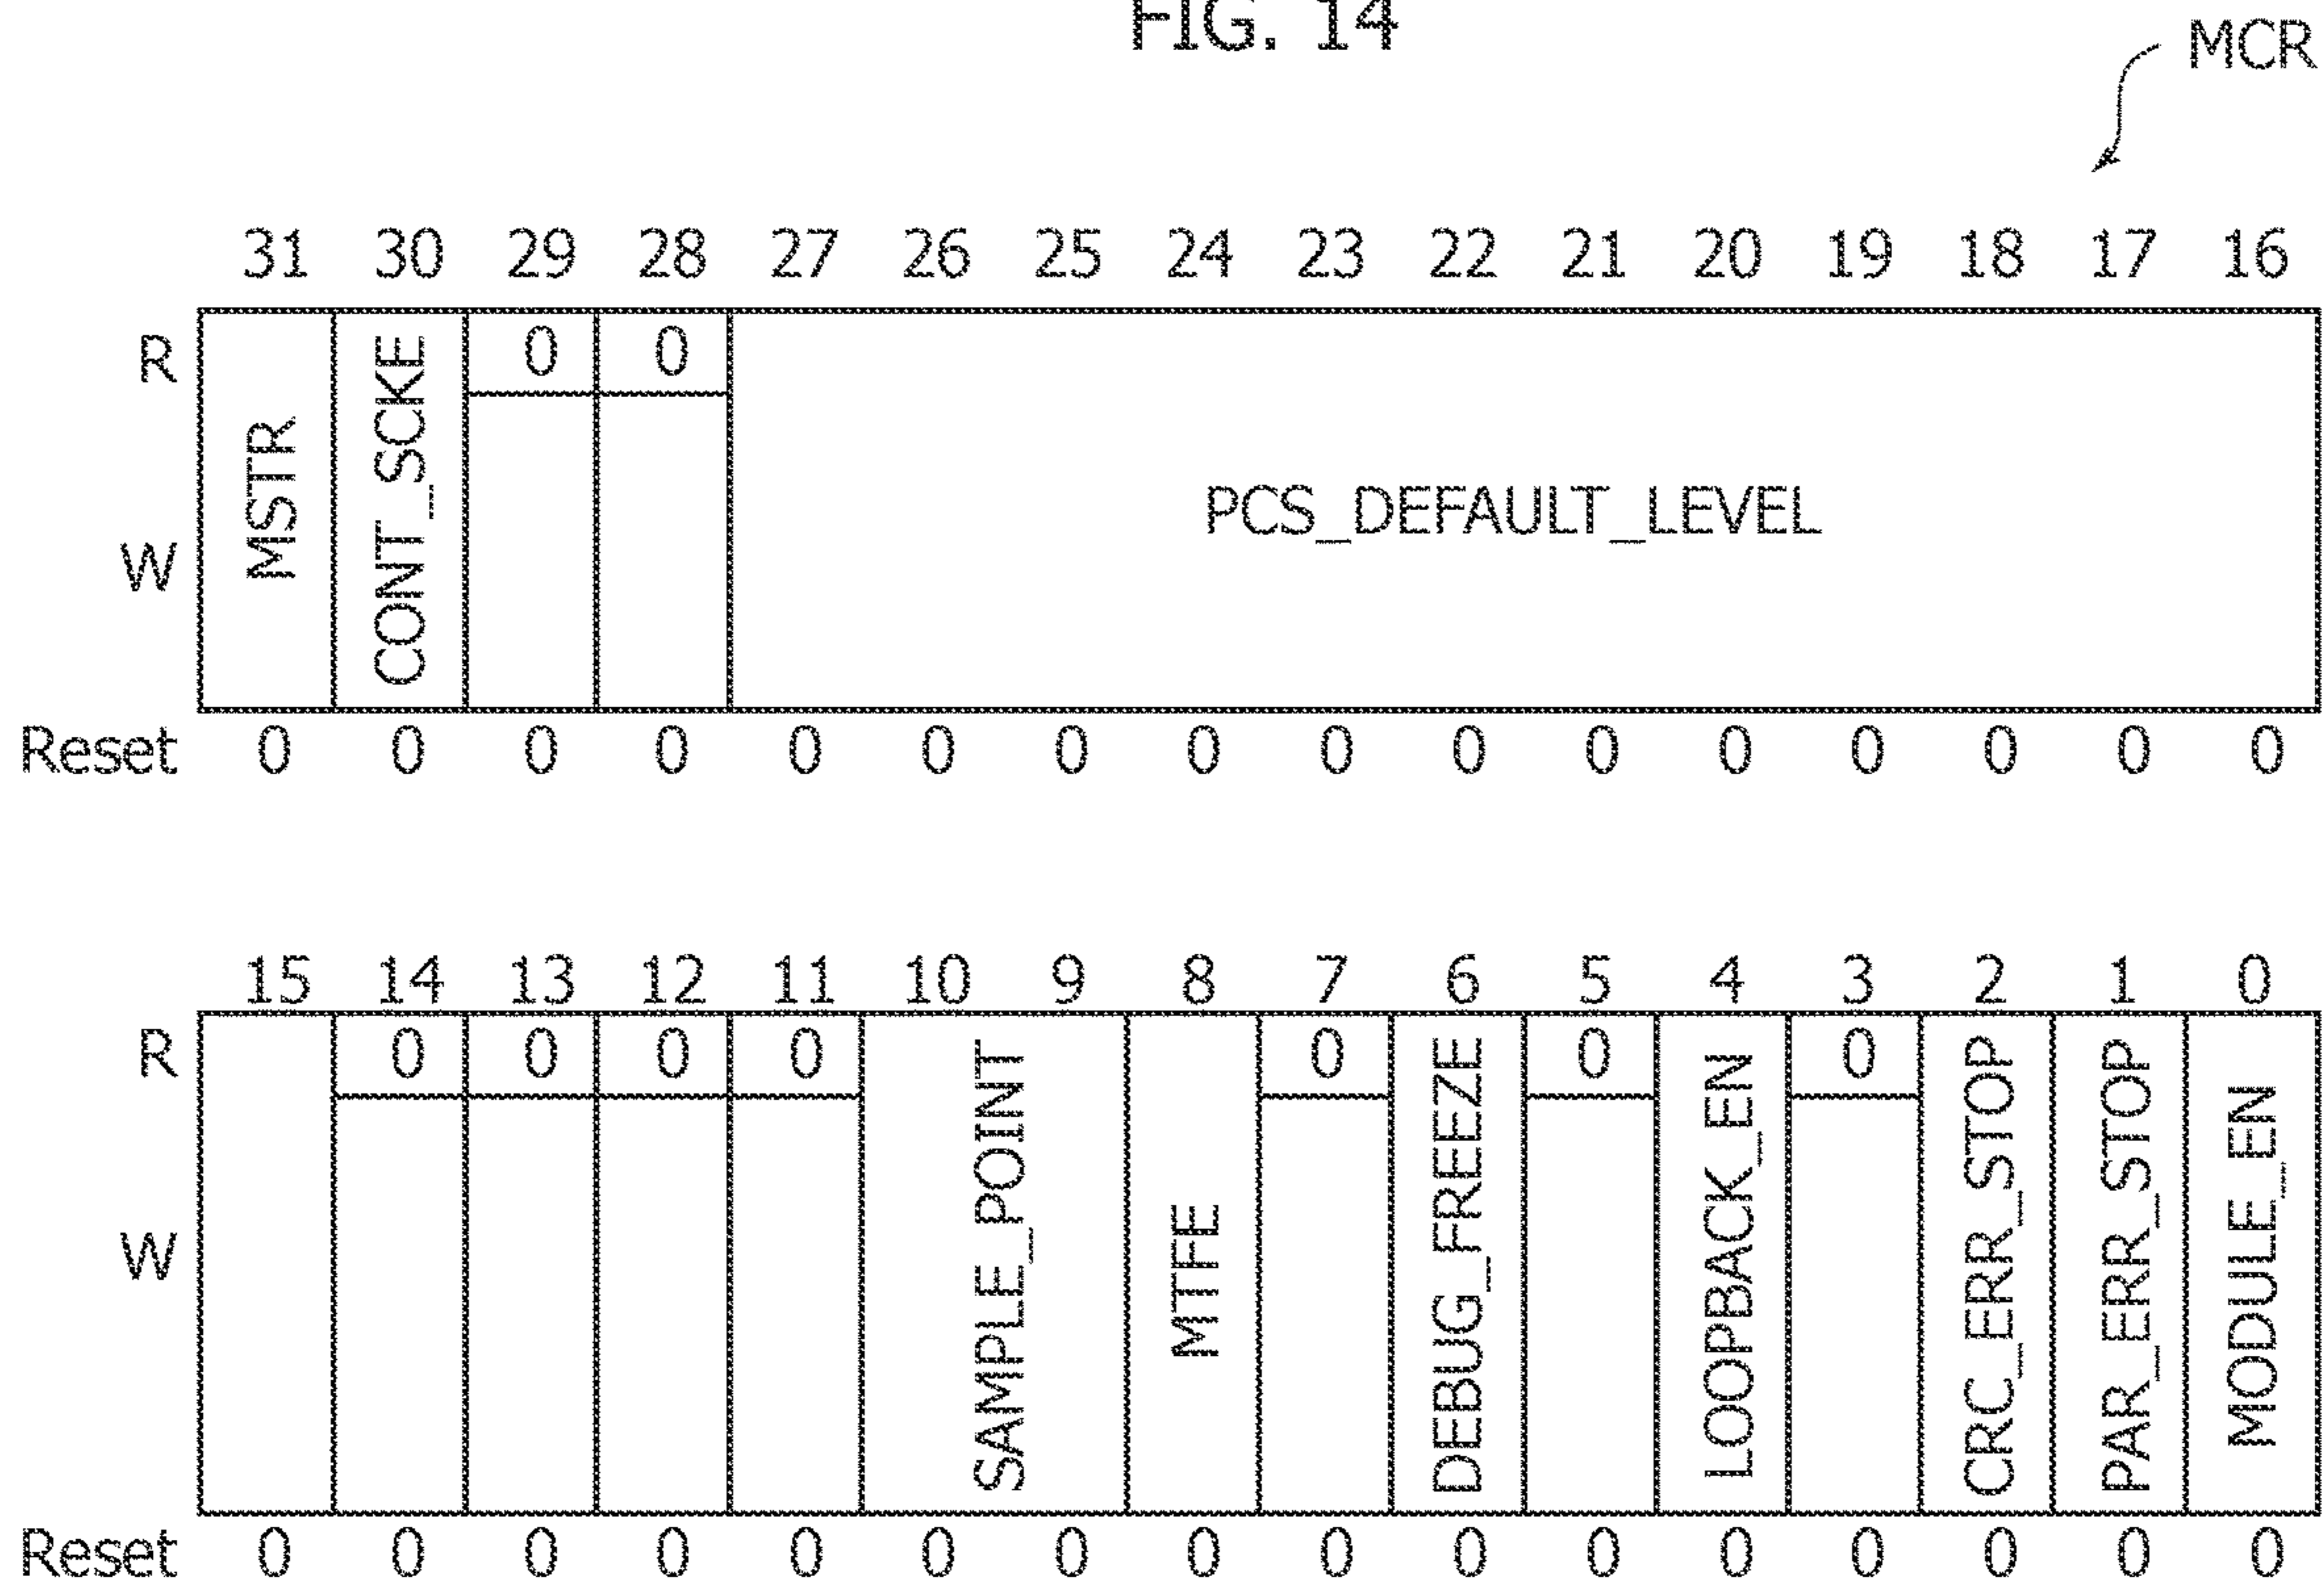 FIG. 14
MCR
31 30 29 28 27 26 25 24 23 22 21 20 19 18 17 16
R 0 0
MSTR CONT_SCKE PCS_DEFAULT_LEVEL
W
Reset 0 0 0 0 0 0 0 0 0 0 0 0 0 0 0 0
15 14 13 12 11 10 9 8 7 6 5 4 3 2 1 0
R 0 0 0 0 0 0 0
SAMPLE_POINT MTFE DEBUG_FREEZE LOOPBACK_EN CRC_ERR_STOP PAR_ERR_STOP MODULE_EN
W
Reset 0 0 0 0 0 0 0 0 0 0 0 0 0 0 0 0